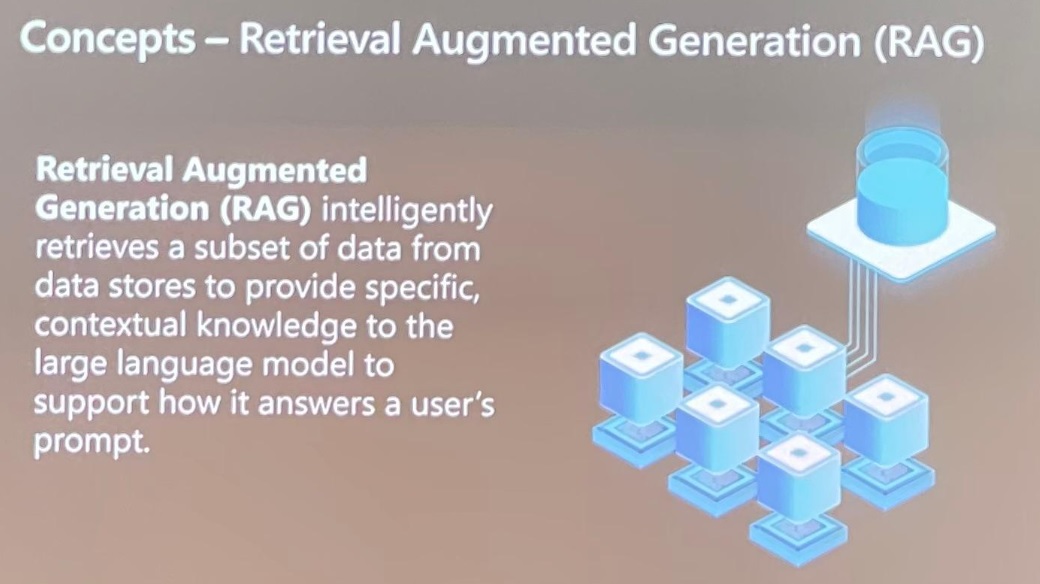 Concepts – Retrieval Augmented Generation (RAG)
Retrieval Augmented
Generation (RAG) intelligently
retrieves a subset of data from
data stores to provide specific,
contextual knowledge to the
large language model to
support how it answers a user's
prompt.